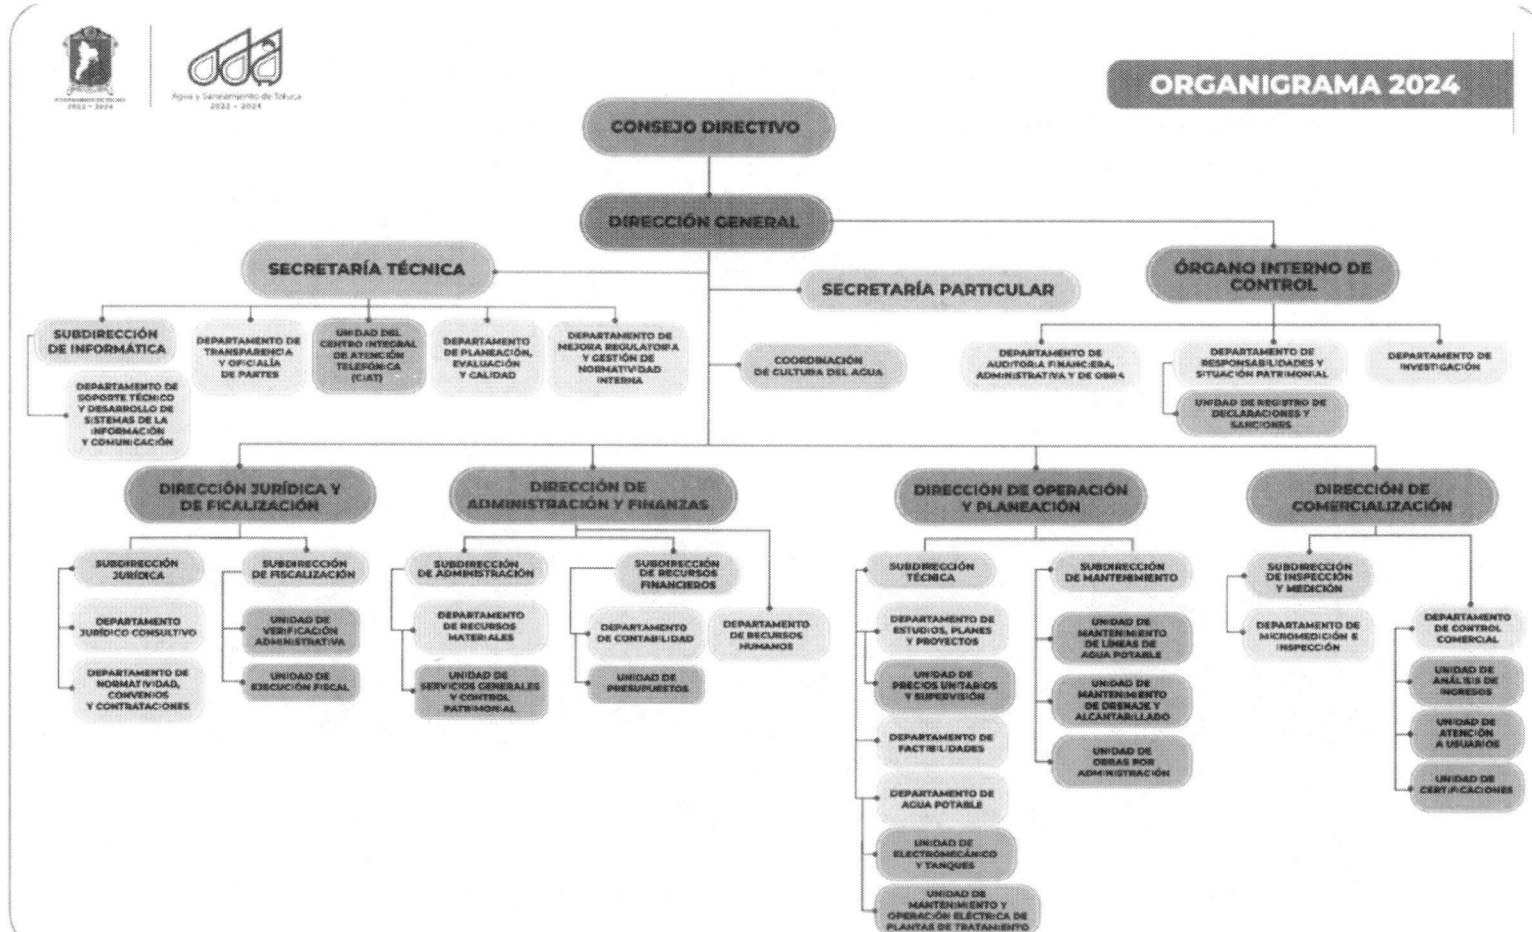 AYUNTAMIENTO DE TOLUCA
2022 - 2024
Agua y Saneamiento de Toluca
2022 - 2024
ORGANIGRAMA 2024
CONSEJO DIRECTIVO
DIRECCIÓN GENERAL
SECRETARÍA TÉCNICA
SECRETARÍA PARTICULAR
ÓRGANO INTERNO DE
CONTROL
SUBDIRECCIÓN
DE INFORMÁTICA
DEPARTAMENTO DE
TRANSPARENCIA
Y OFICIALÍA
DE PARTES
UNIDAD DEL
CENTRO INTEGRAL
DE ATENCIÓN
TELEFÓNICA
(CIAT)
DEPARTAMENTO
DE PLANEACIÓN,
EVALUACIÓN
Y CALIDAD
DEPARTAMENTO DE
MEJORA REGULATORIA
Y GESTIÓN DE
NORMATIVIDAD
INTERNA
COORDINACIÓN
DE CULTURA DEL AGUA
DEPARTAMENTO DE
AUDITORIA FINANCIERA,
ADMINISTRATIVA Y DE OBRA
DEPARTAMENTO DE
RESPONSABILIDADES Y
SITUACIÓN PATRIMONIAL
DEPARTAMENTO DE
INVESTIGACIÓN
DEPARTAMENTO DE
SOPORTE TÉCNICO
Y DESARROLLO DE
SISTEMAS DE LA
INFORMACIÓN
Y COMUNICACIÓN
UNIDAD DE REGISTRO DE
DECLARACIONES Y
SANCIONES
DIRECCIÓN JURÍDICA Y
DE FICALIZACIÓN
DIRECCIÓN DE
ADMINISTRACIÓN Y FINANZAS
DIRECCIÓN DE OPERACIÓN
Y PLANEACIÓN
DIRECCIÓN DE
COMERCIALIZACIÓN
SUBDIRECCIÓN
JURÍDICA
DEPARTAMENTO
JURÍDICO CONSULTIVO
DEPARTAMENTO DE
NORMATIVIDAD,
CONVENIOS
Y CONTRATACIONES
SUBDIRECCIÓN
DE FISCALIZACIÓN
UNIDAD DE
VERIFICACIÓN
ADMINISTRATIVA
UNIDAD DE
EJECUCIÓN FISCAL
SUBDIRECCIÓN
DE ADMINISTRACIÓN
DEPARTAMENTO
DE RECURSOS
MATERIALES
UNIDAD DE
SERVICIOS GENERALES
Y CONTROL
PATRIMONIAL
SUBDIRECCIÓN
DE RECURSOS
FINANCIEROS
DEPARTAMENTO
DE CONTABILIDAD
UNIDAD DE
PRESUPUESTOS
DEPARTAMENTO
DE RECURSOS
HUMANOS
SUBDIRECCIÓN
TÉCNICA
DEPARTAMENTO DE
ESTUDIOS, PLANES
Y PROYECTOS
UNIDAD DE
PRECIOS UNITARIOS
Y SUPERVISIÓN
DEPARTAMENTO DE
FACTIBILIDADES
DEPARTAMENTO DE
AGUA POTABLE
UNIDAD DE
ELECTROMECÁNICO
Y TANQUES
UNIDAD DE
MANTENIMIENTO Y
OPERACIÓN ELÉCTRICA DE
PLANTAS DE TRATAMIENTO
SUBDIRECCIÓN
DE MANTENIMIENTO
UNIDAD DE
MANTENIMIENTO
DE LÍNEAS DE
AGUA POTABLE
UNIDAD DE
MANTENIMIENTO
DE DRENAJE Y
ALCANTARILLADO
UNIDAD DE
OBRAS POR
ADMINISTRACIÓN
SUBDIRECCIÓN
DE INSPECCIÓN
Y MEDICIÓN
DEPARTAMENTO DE
MICROMEDICIÓN E
INSPECCIÓN
DEPARTAMENTO
DE CONTROL
COMERCIAL
UNIDAD DE
ANÁLISIS DE
INGRESOS
UNIDAD DE
ATENCIÓN
A USUARIOS
UNIDAD DE
CERTIFICACIONES